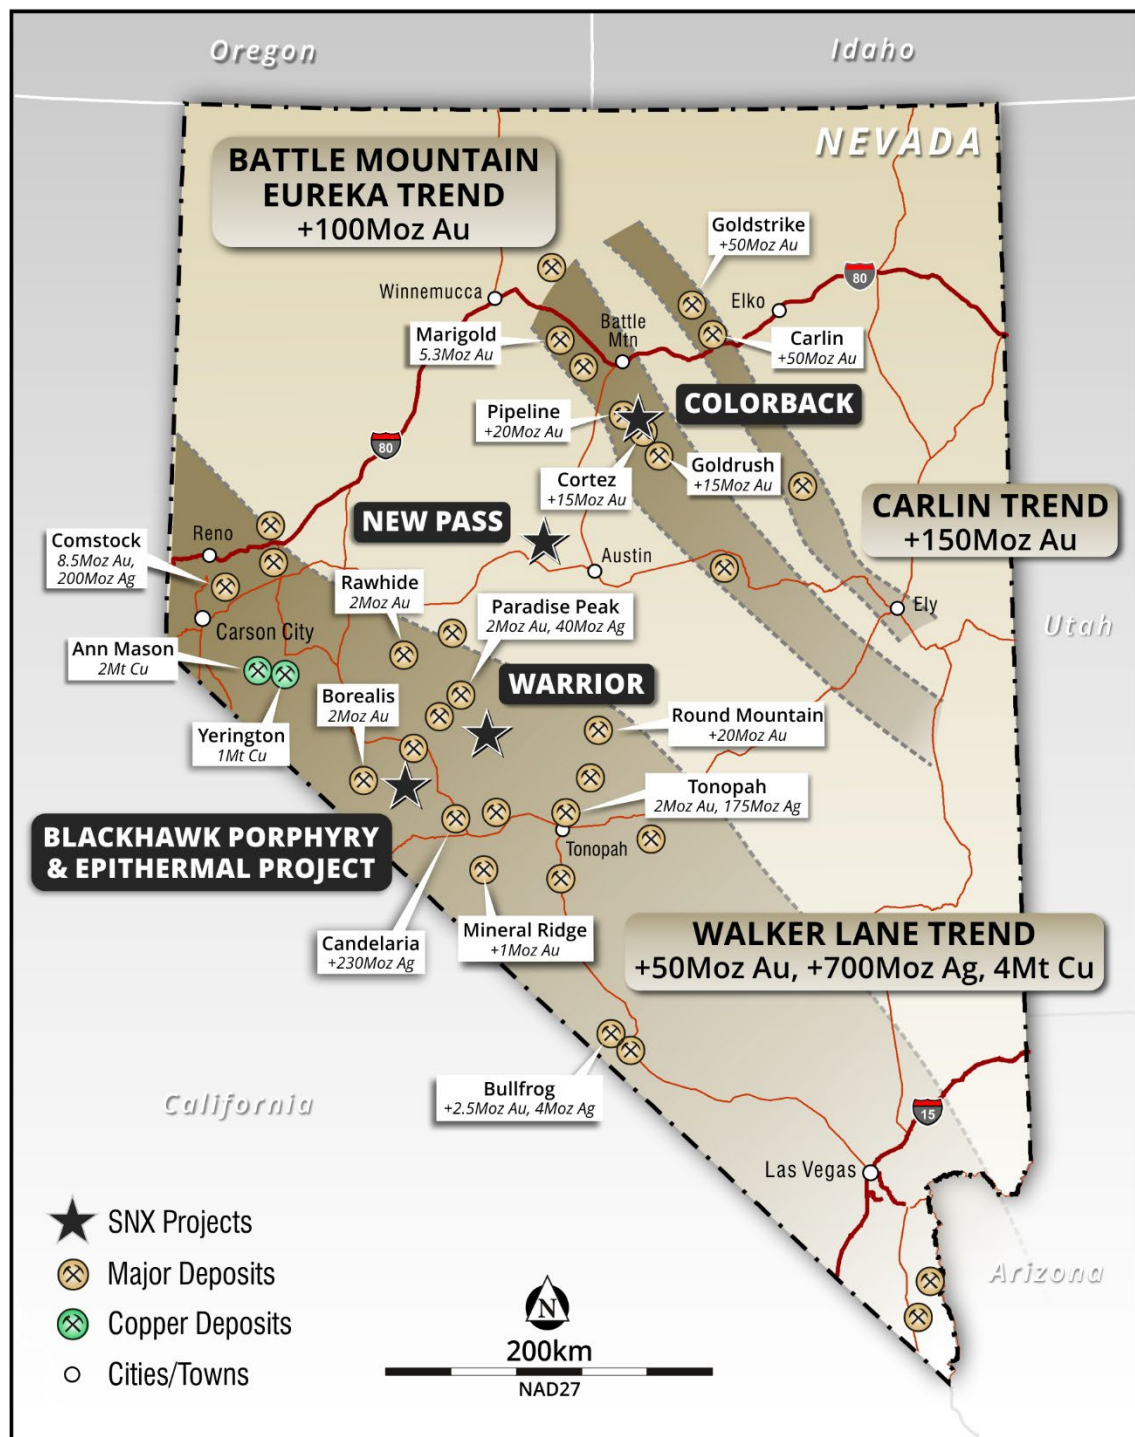 Oregon
Idaho
NEVADA
BATTLE MOUNTAIN
EUREKA TREND
+100Moz Au
Goldstrike
+50Moz Au
80
Winnemucca
Elko
Battle
Mtn
Marigold
5.3Moz Au
Carlin
+50Moz Au
COLORBACK
Pipeline
+20Moz Au
80
Goldrush
+15Moz Au
Cortez
+15Moz Au
CARLIN TREND
+150Moz Au
NEW PASS
Reno
Comstock
8.5Moz Au,
200Moz Ag
Austin
Rawhide
2Moz Au
Paradise Peak
2Moz Au, 40Moz Ag
Ely
Utah
Carson City
Ann Mason
2Mt Cu
WARRIOR
Borealis
2Moz Au
Round Mountain
+20Moz Au
Yerington
1Mt Cu
Tonopah
2Moz Au, 175Moz Ag
BLACKHAWK PORPHYRY
& EPITHERMAL PROJECT
Tonopah
Candelaria
+230Moz Ag
Mineral Ridge
+1Moz Au
WALKER LANE TREND
+50Moz Au, +700Moz Ag, 4Mt Cu
Bullfrog
+2.5Moz Au, 4Moz Ag
California
15
Las Vegas
Arizona
SNX Projects
Major Deposits
Copper Deposits
Cities/Towns
N
200km
NAD27